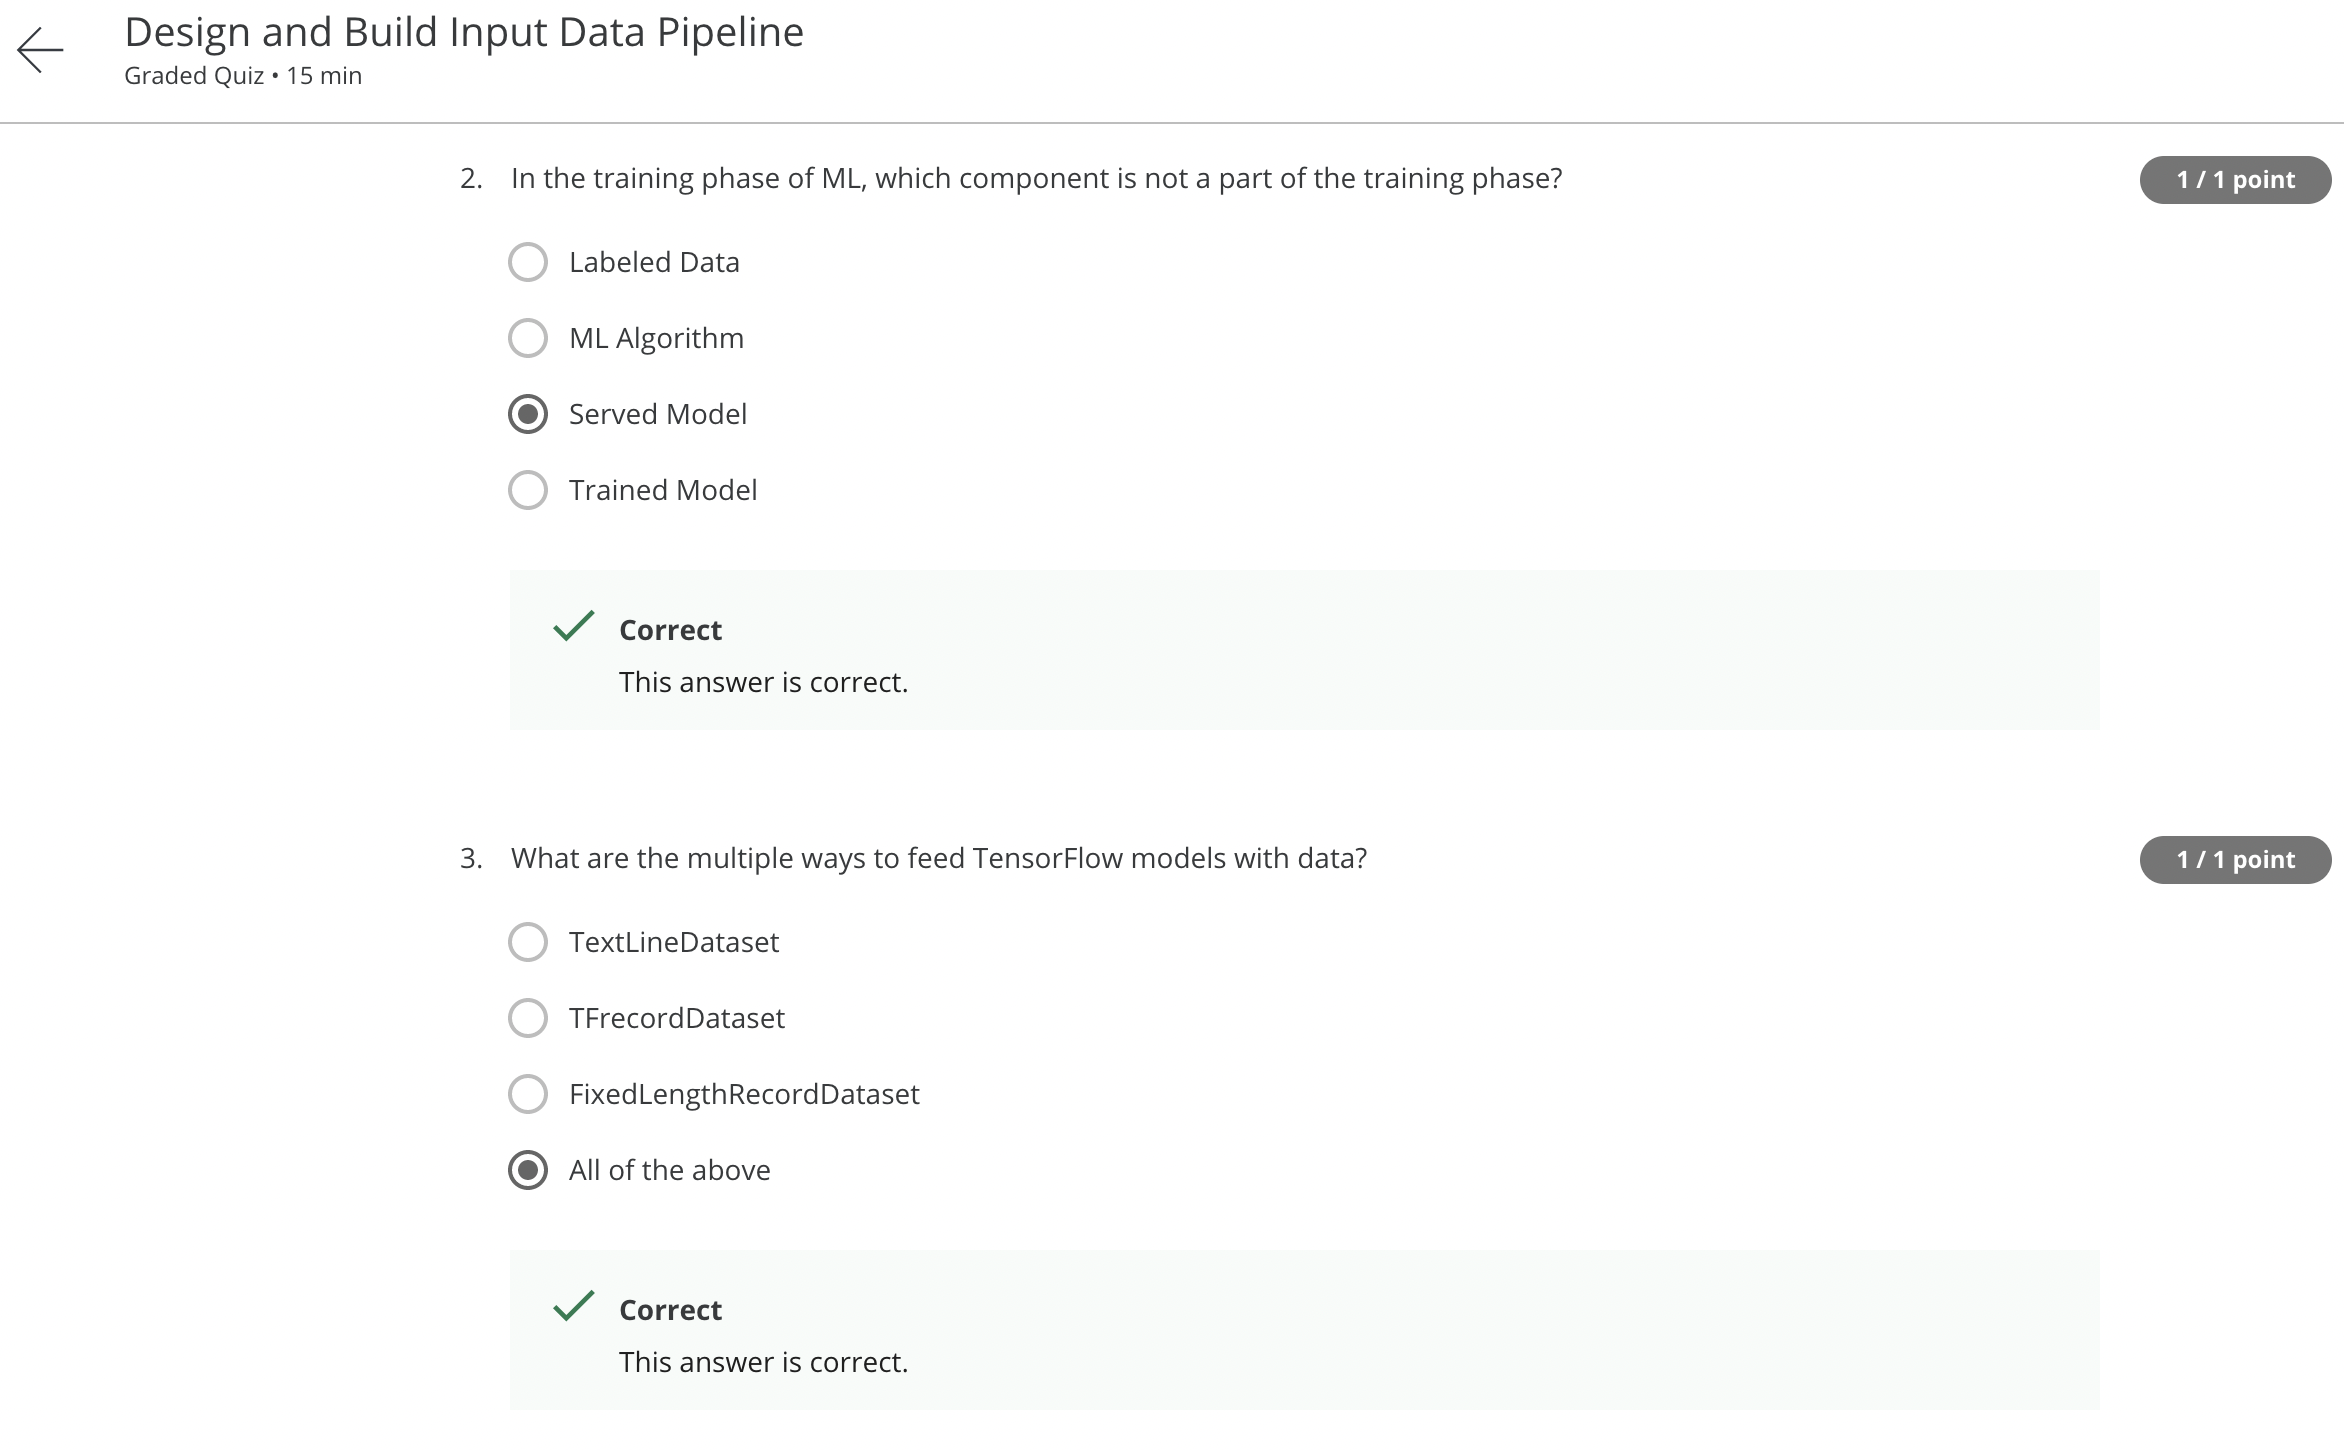 Design and Build Input Data Pipeline
Graded Quiz • 15 min
2. In the training phase of ML, which component is not a part of the training phase?
1 / 1 point
Labeled Data
ML Algorithm
Served Model
Trained Model
Correct
This answer is correct.
3. What are the multiple ways to feed TensorFlow models with data?
1 / 1 point
TextLineDataset
TFrecordDataset
FixedLengthRecordDataset
All of the above
Correct
This answer is correct.